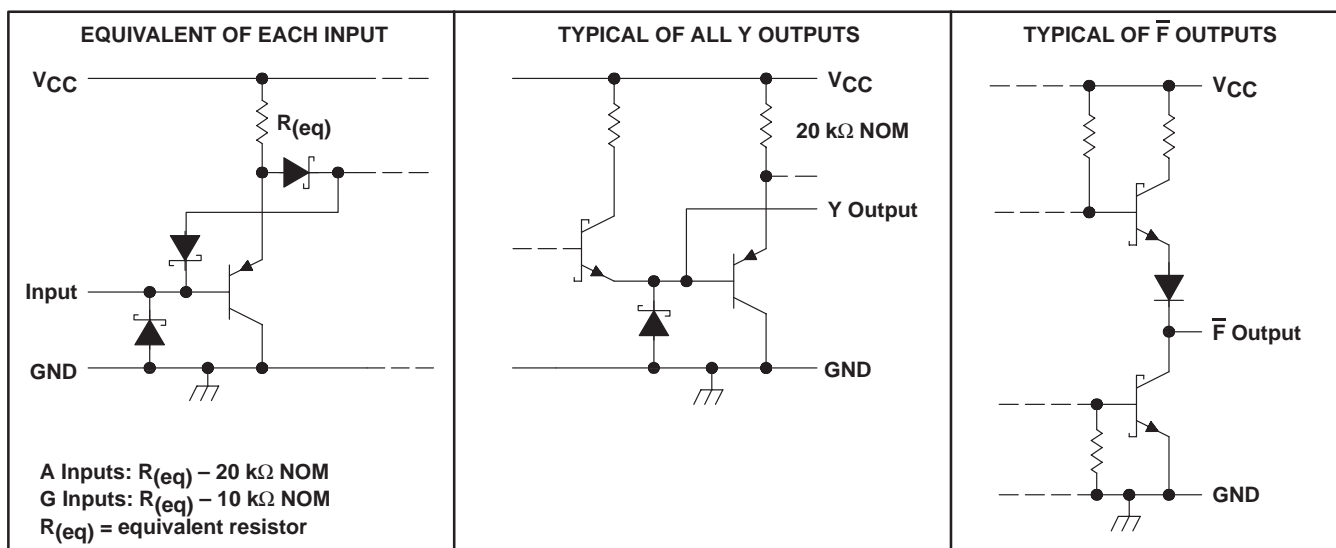 EQUIVALENT OF EACH INPUT
VCC
R(eq)
Input
GND
A Inputs: R(eq) – 20 kΩ NOM
G Inputs: R(eq) – 10 kΩ NOM
R(eq) = equivalent resistor
TYPICAL OF ALL Y OUTPUTS
VCC
20 kΩ NOM
Y Output
GND
TYPICAL OF F̅ OUTPUTS
VCC
F̅ Output
GND